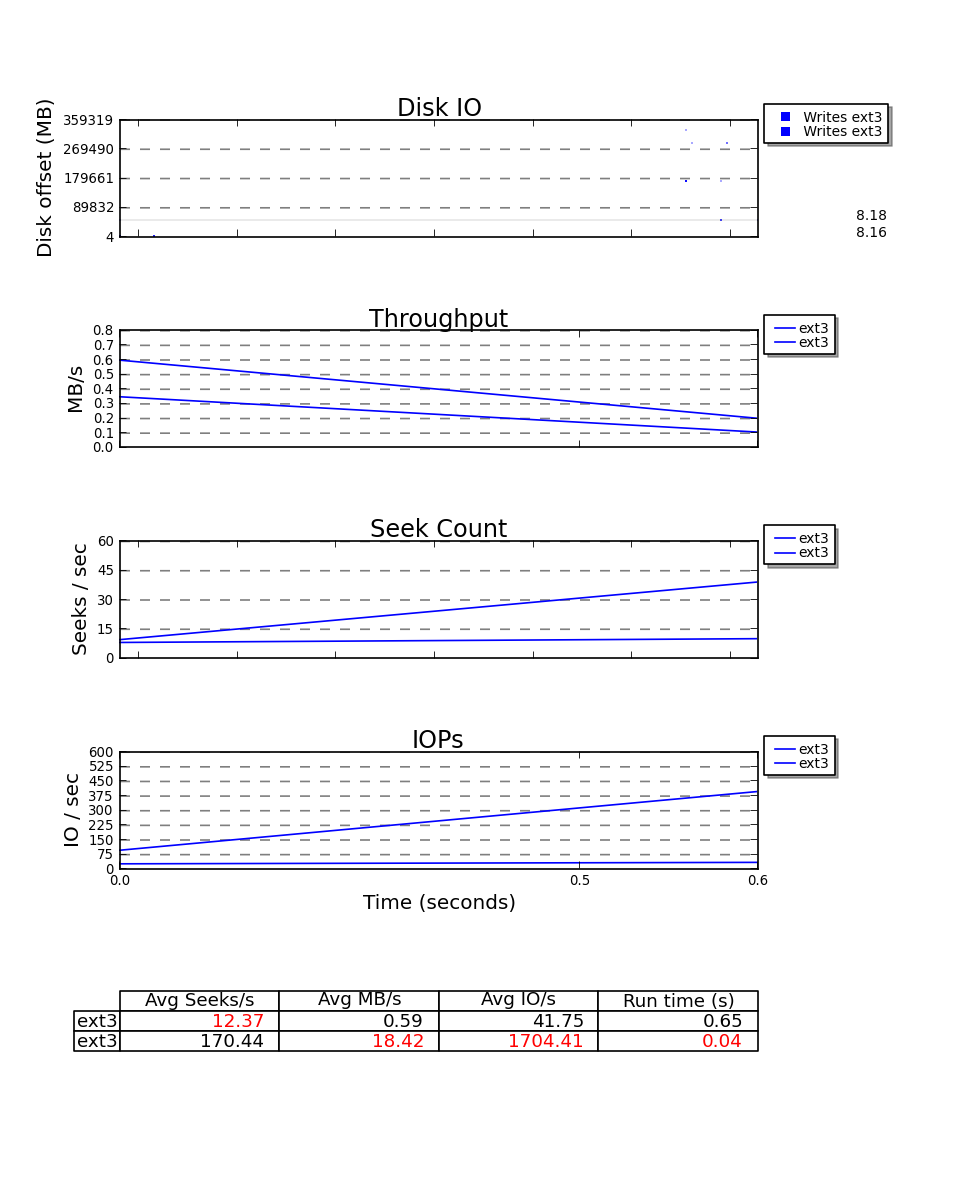 Disk IO
Disk offset (MB)
359319
269490
179661
89832
4
Writes ext3
Writes ext3
8.18
8.16
Throughput
MB/s
0.8
0.7
0.6
0.5
0.4
0.3
0.2
0.1
0.0
ext3
ext3
Seek Count
Seeks / sec
60
45
30
15
0
ext3
ext3
IOPs
IO / sec
600
525
450
375
300
225
150
75
0
ext3
ext3
0.0 0.5 0.6
Time (seconds)
Avg Seeks/s Avg MB/s Avg IO/s Run time (s)
ext3 12.37 0.59 41.75 0.65
ext3 170.44 18.42 1704.41 0.04